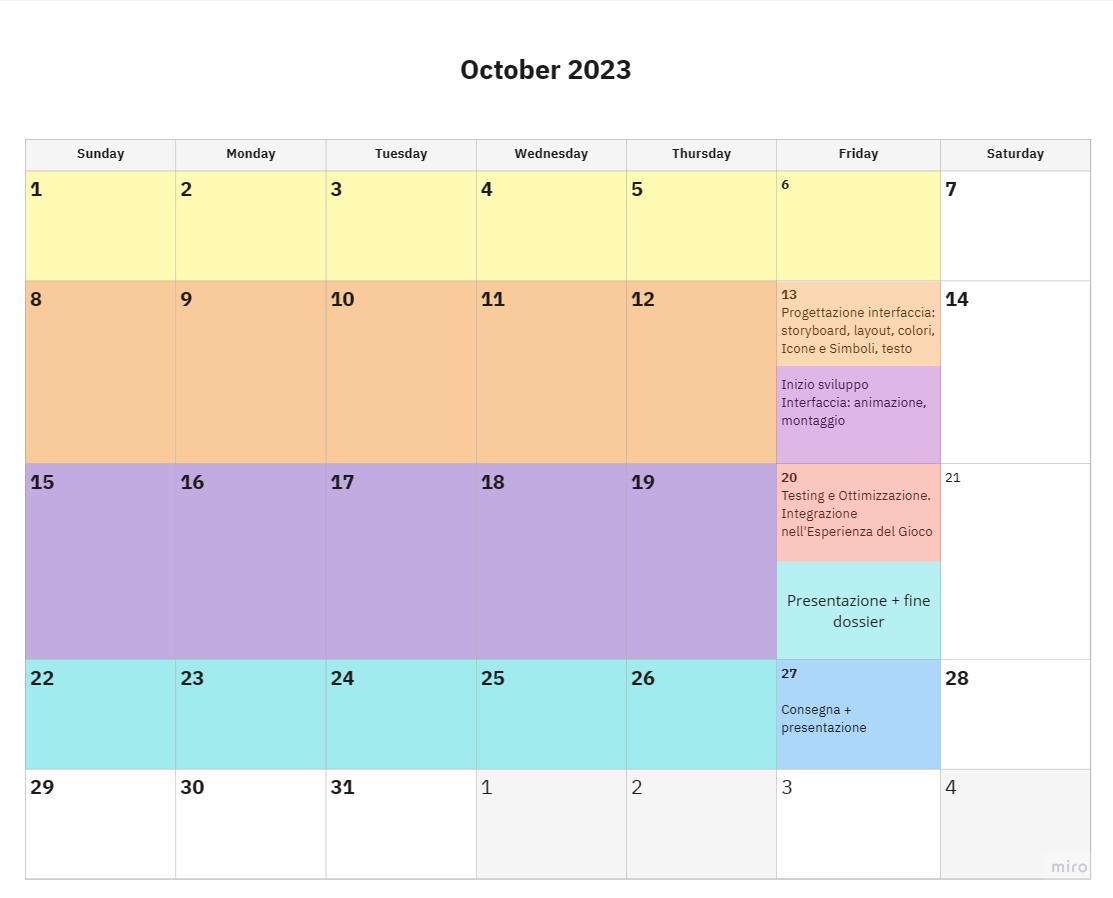 October 2023
Sunday Monday Tuesday Wednesday Thursday Friday Saturday
1 2 3 4 5 6 7
8 9 10 11 12 13 14
Progettazione interfaccia:
storyboard, layout, colori,
Icone e Simboli, testo
Inizio sviluppo
Interfaccia: animazione,
montaggio
15 16 17 18 19 20 21
Testing e Ottimizzazione.
Integrazione
nell'Esperienza del Gioco
Presentazione + fine
dossier
22 23 24 25 26 27 28
Consegna +
presentazione
29 30 31 1 2 3 4
miro